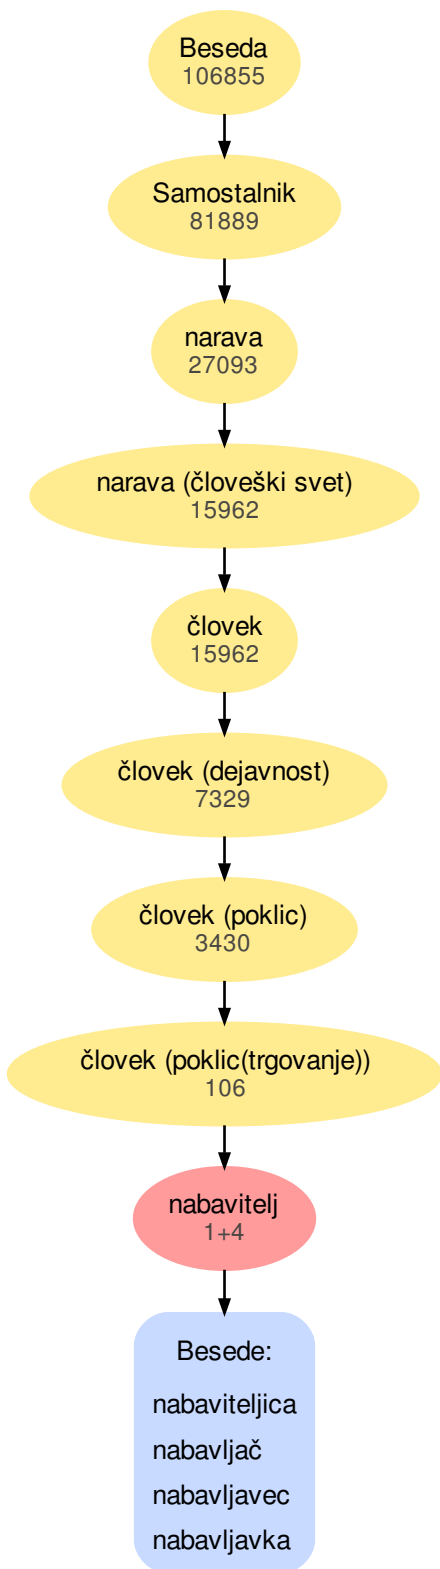 Beseda
106855
Samostalnik
81889
narava
27093
narava (človeški svet)
15962
človek
15962
človek (dejavnost)
7329
človek (poklic)
3430
človek (poklic(trgovanje))
106
nabavitelj
1+4
Besede:
nabaviteljica
nabavljač
nabavljavec
nabavljavka